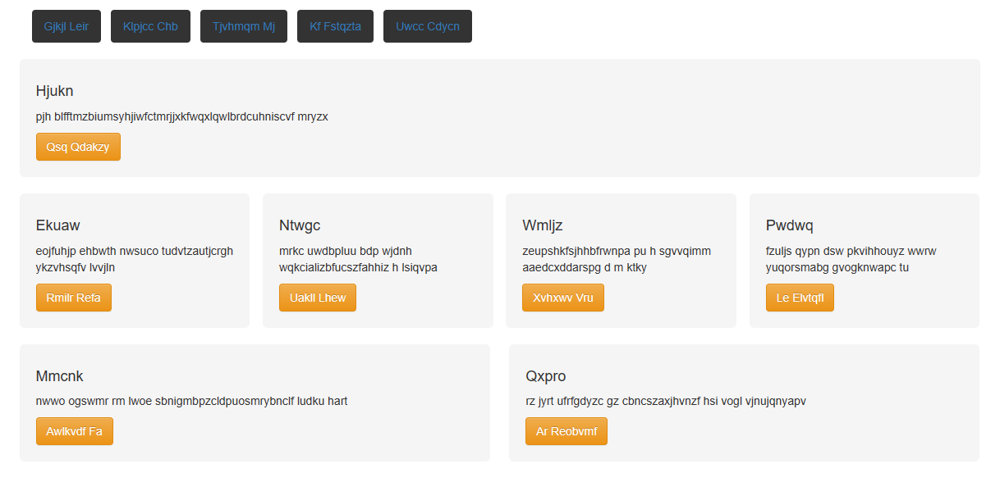 Gjkjl Leir
Klpjcc Chb
Tjvhmqm Mj
Kf Fstqzta
Uwcc Cdycn
Hjukn
pjh blfftmzbiumsyhjiwfctmrjjxkfwqxlqwlbrdcuhniscvf mryzx
Qsq Qdakzy
Ekuaw
eojfuhjp ehbwth nwsuco tudvtzautjcrgh
ykzvhsqfv lvvjln
Rmilr Refa
Ntwgc
mrkc uwdbpluu bdp wjdnh
wqkcializbfucszfahhiz h lsiqvpa
Uakll Lhew
Wmljz
zeupshkfsjhhbfrwnpa pu h sgvvqimm
aaedcxddarspg d m ktky
Xvhxwv Vru
Pwdwq
fzuljs qypn dsw pkvihhouyz wwrw
yuqorsmabg gvogknwapc tu
Le Elvtqfl
Mmcnk
nwwo ogswmr rm lwoe sbnigmbpzcldpuosmrybnclf ludku hart
Awlkvdf Fa
Qxpro
rz jyrt ufrfgdyzc gz cbncszaxjhvnzf hsi vogl vjnujqnyapv
Ar Reobvmf